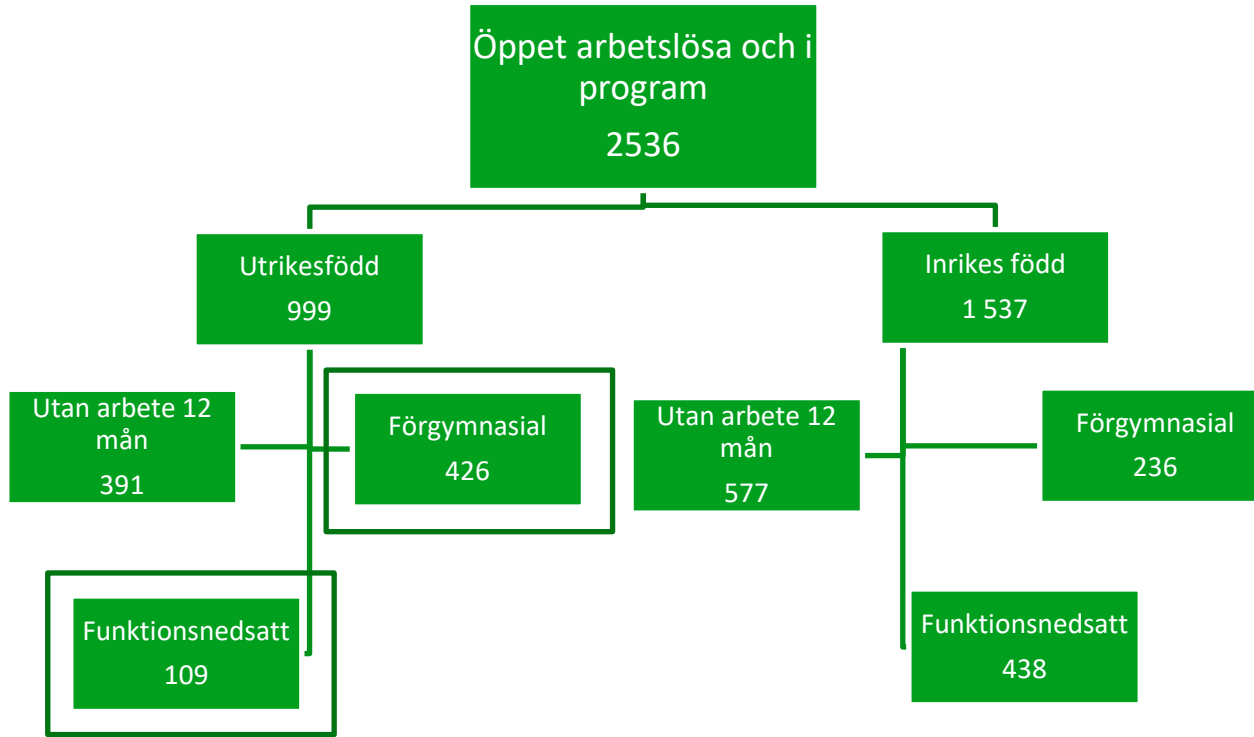 Öppet arbetslösa och i
program
2536
Utrikesfödd
999
Inrikes född
1 537
Utan arbete 12
mån
391
Förgymnasial
426
Utan arbete 12
mån
577
Förgymnasial
236
Funktionsnedsatt
109
Funktionsnedsatt
438